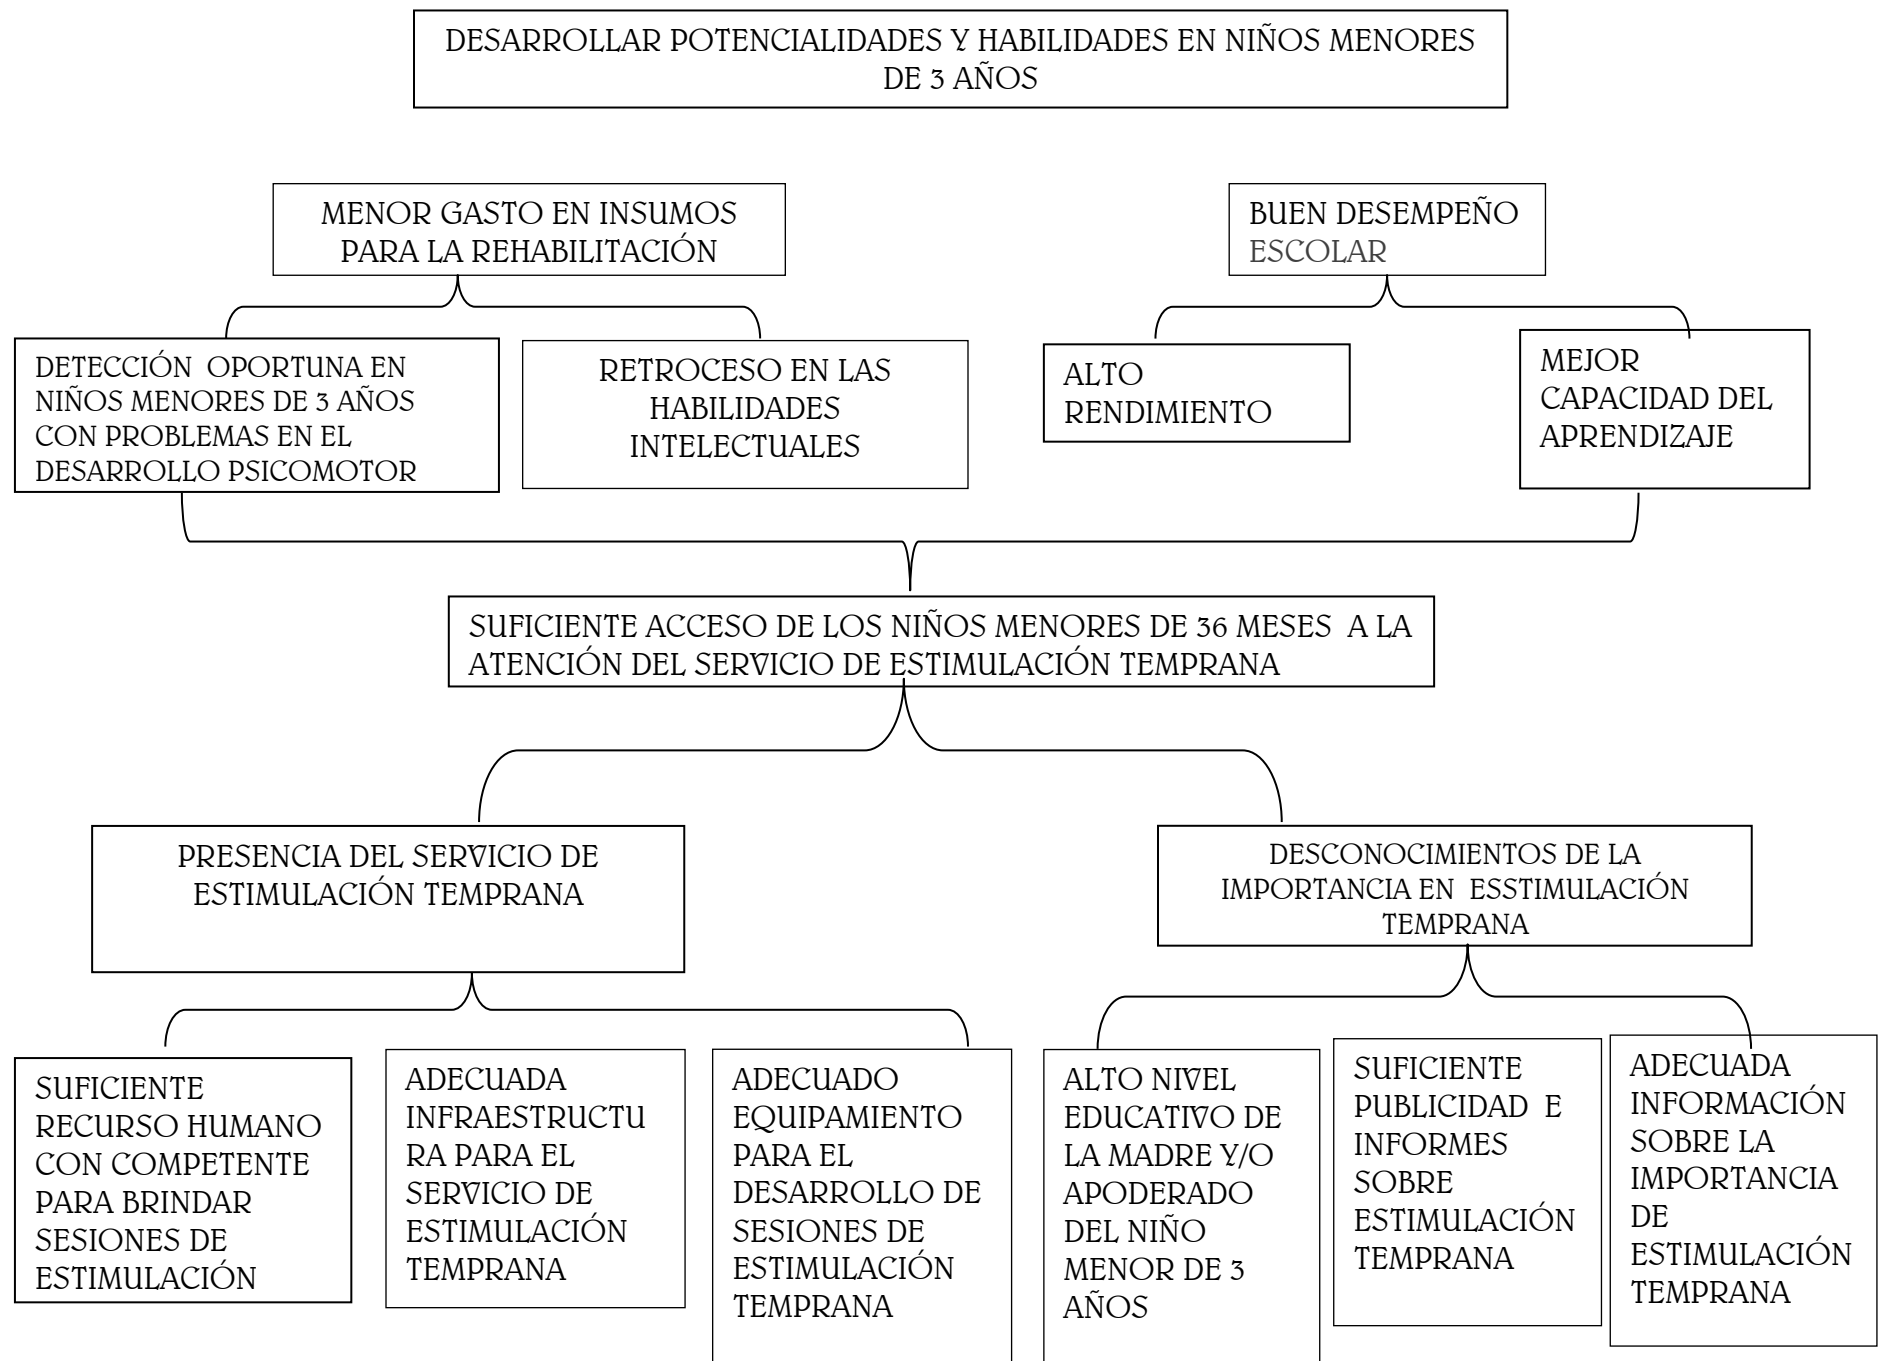 DESARROLLAR POTENCIALIDADES Y HABILIDADES EN NIÑOS MENORES
DE 3 AÑOS
MENOR GASTO EN INSUMOS
PARA LA REHABILITACIÓN
BUEN DESEMPEÑO
ESCOLAR
DETECCIÓN  OPORTUNA EN
NIÑOS MENORES DE 3 AÑOS
CON PROBLEMAS EN EL
DESARROLLO PSICOMOTOR
RETROCESO EN LAS
HABILIDADES
INTELECTUALES
ALTO
RENDIMIENTO
MEJOR
CAPACIDAD DEL
APRENDIZAJE
SUFICIENTE ACCESO DE LOS NIÑOS MENORES DE 36 MESES  A LA
ATENCIÓN DEL SERVICIO DE ESTIMULACIÓN TEMPRANA
PRESENCIA DEL SERVICIO DE
ESTIMULACIÓN TEMPRANA
DESCONOCIMIENTOS DE LA
IMPORTANCIA EN  ESSTIMULACIÓN
TEMPRANA
SUFICIENTE
RECURSO HUMANO
CON COMPETENTE
PARA BRINDAR
SESIONES DE
ESTIMULACIÓN
ADECUADA
INFRAESTRUCTU
RA PARA EL
SERVICIO DE
ESTIMULACIÓN
TEMPRANA
ADECUADO
EQUIPAMIENTO
PARA EL
DESARROLLO DE
SESIONES DE
ESTIMULACIÓN
TEMPRANA
ALTO NIVEL
EDUCATIVO DE
LA MADRE Y/O
APODERADO
DEL NIÑO
MENOR DE 3
AÑOS
SUFICIENTE
PUBLICIDAD  E
INFORMES
SOBRE
ESTIMULACIÓN
TEMPRANA
ADECUADA
INFORMACIÓN
SOBRE LA
IMPORTANCIA
DE
ESTIMULACIÓN
TEMPRANA